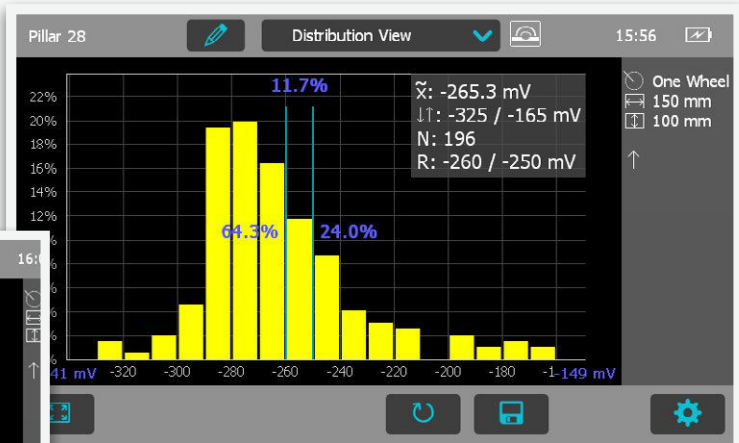 Pillar 28
Distribution View
15:56
11.7%
x̃: -265.3 mV
↓↑: -325 / -165 mV
N: 196
R: -260 / -250 mV
One Wheel
150 mm
100 mm
↑
22%
20%
18%
16%
14%
12%
64.3%
24.0%
-320
-300
-280
-260
-240
-220
-200
-180
-149 mV